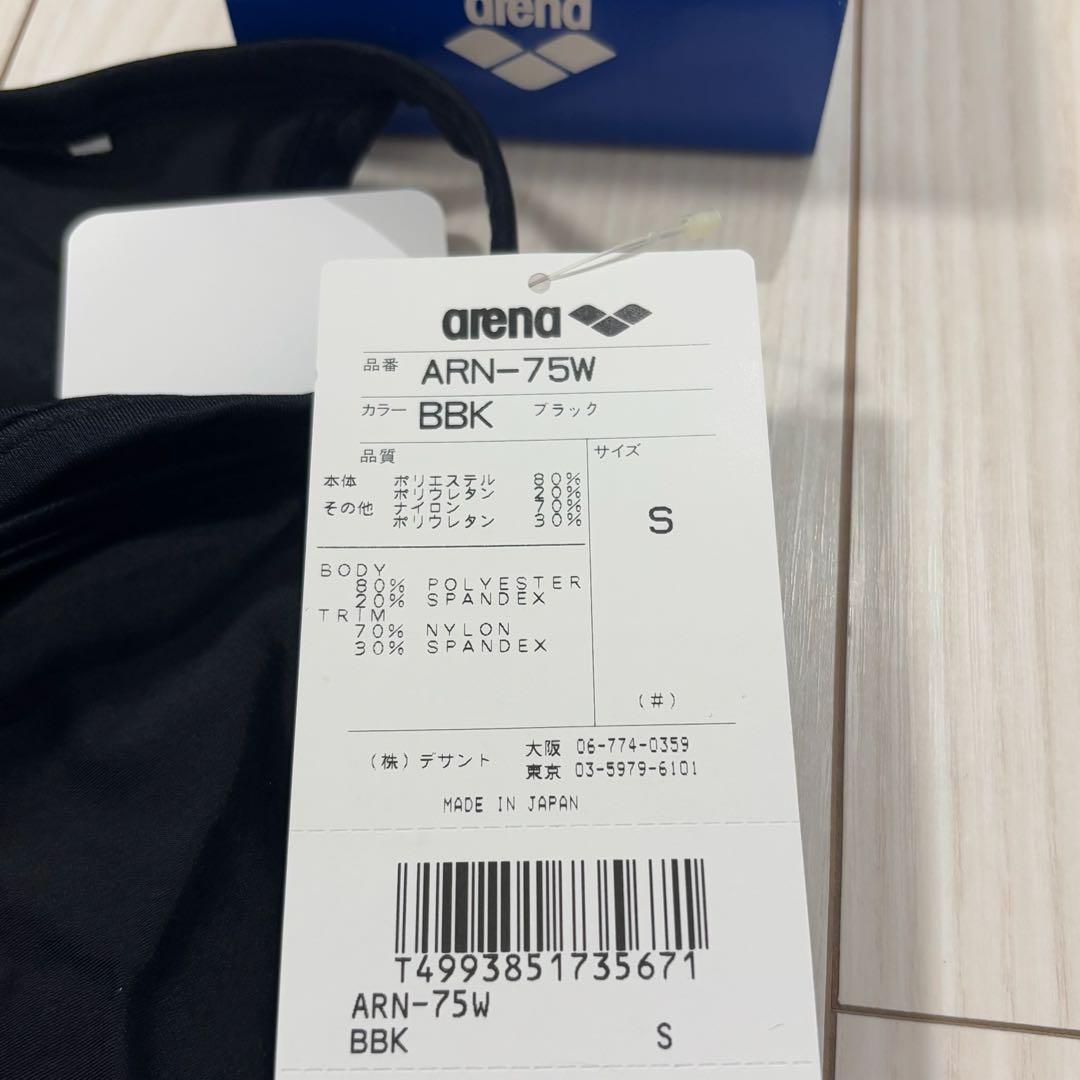 arena
arena
品番 ARN-75W
カラー BBK ブラック
品質 サイズ
本体 ポリエステル 80%
ポリウレタン 20%
その他 ナイロン 70%
ポリウレタン 30%
S
BODY
80% POLYESTER
20% SPANDEX
TRIM
70% NYLON
30% SPANDEX
(#)
(株)デサント 大阪 06-774-0359
東京 03-5979-6101
MADE IN JAPAN
T4993851735671
ARN-75W
BBK S